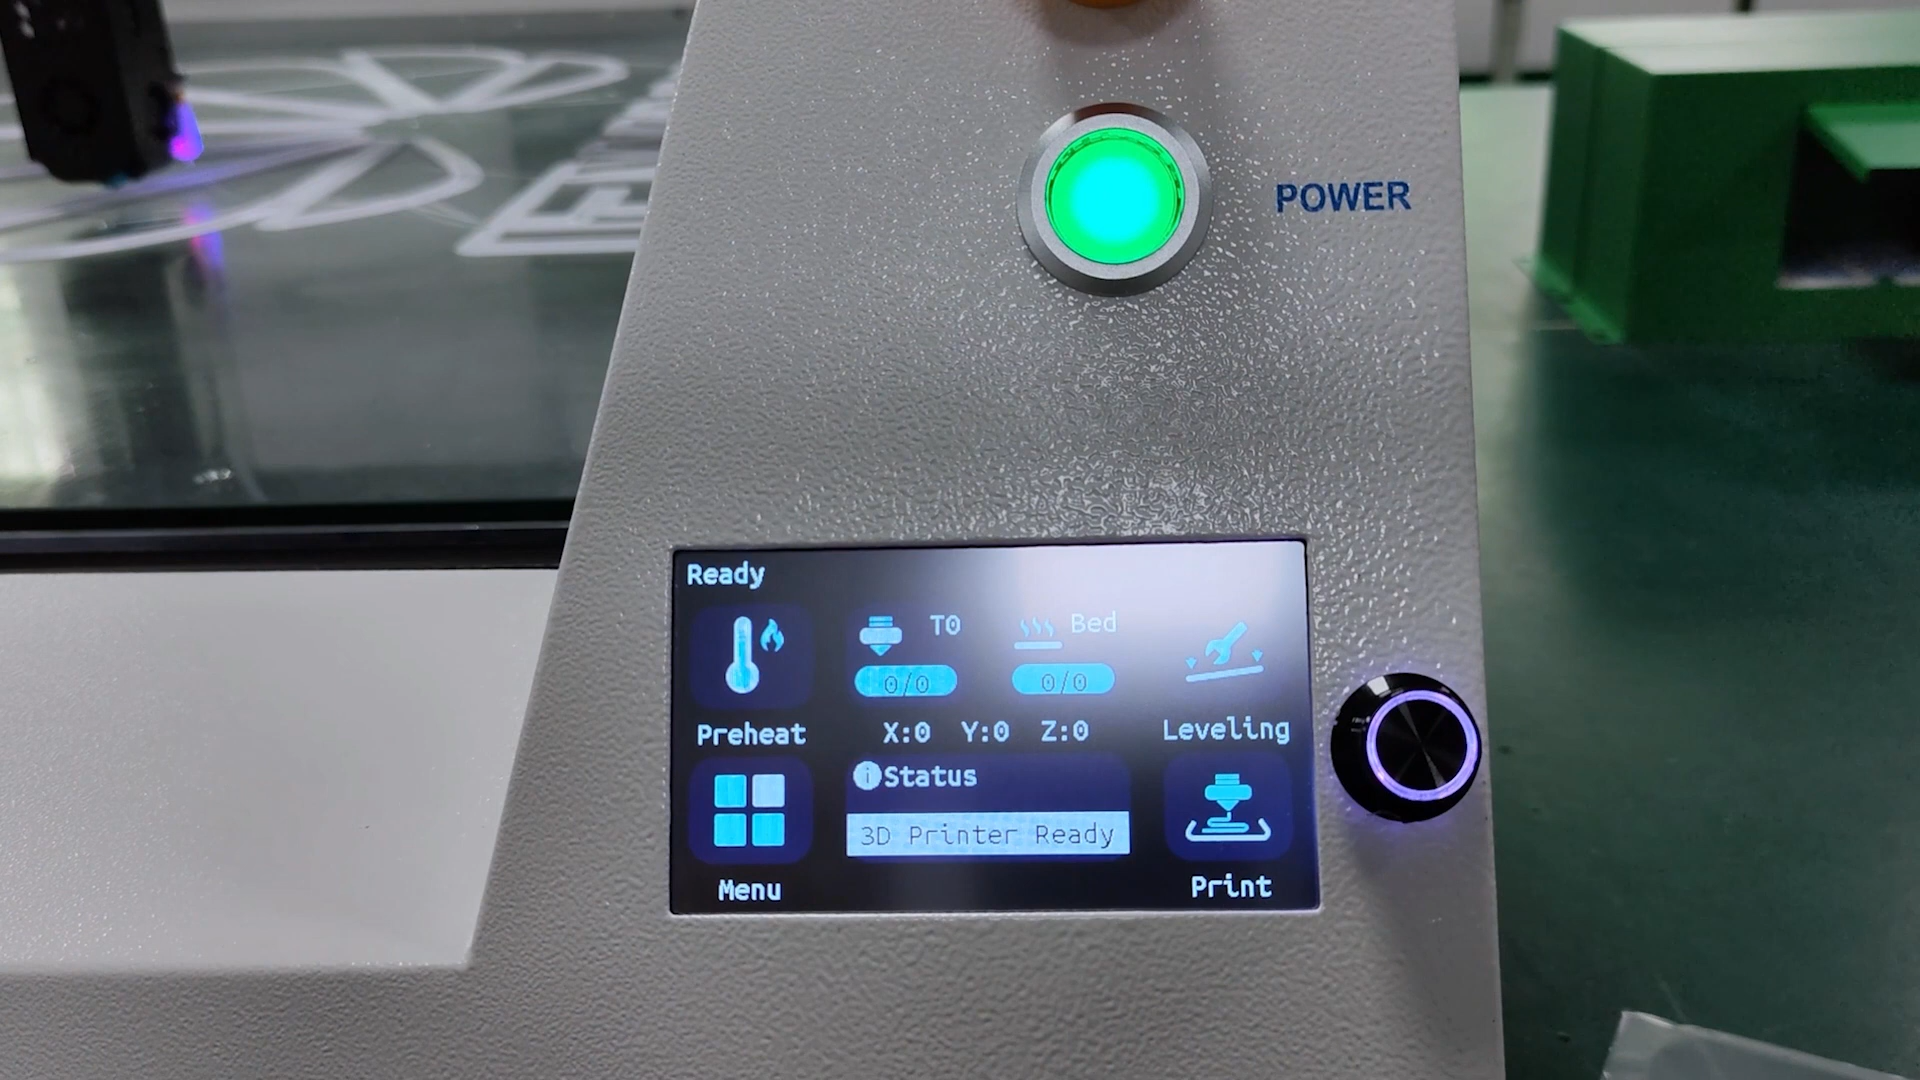 POWER
Ready
T0
Bed
0/0
0/0
Preheat
X:0 Y:0 Z:0
Leveling
Status
3D Printer Ready
Menu
Print